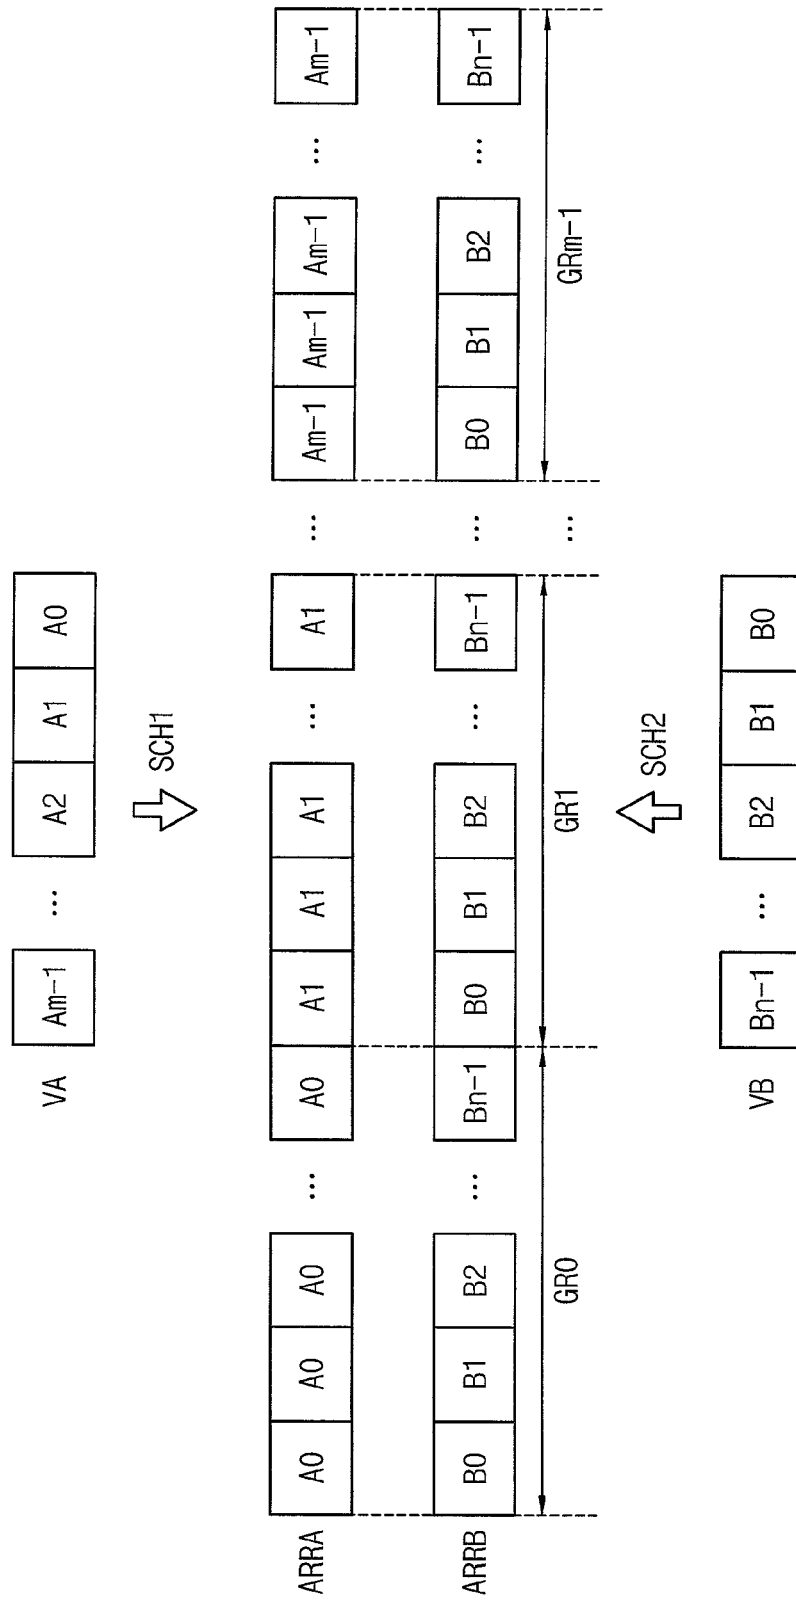 VA Am-1 ... A2 A1 A0
SCH1
ARRA A0 A0 A0 ... A0 A1 A1 A1 ... A1 ... Am-1 Am-1 Am-1 ... Am-1
ARRB B0 B1 B2 ... Bn-1 B0 B1 B2 ... Bn-1 ... B0 B1 B2 ... Bn-1
GR0 GR1 ... GRm-1
SCH2
VB Bn-1 ... B2 B1 B0